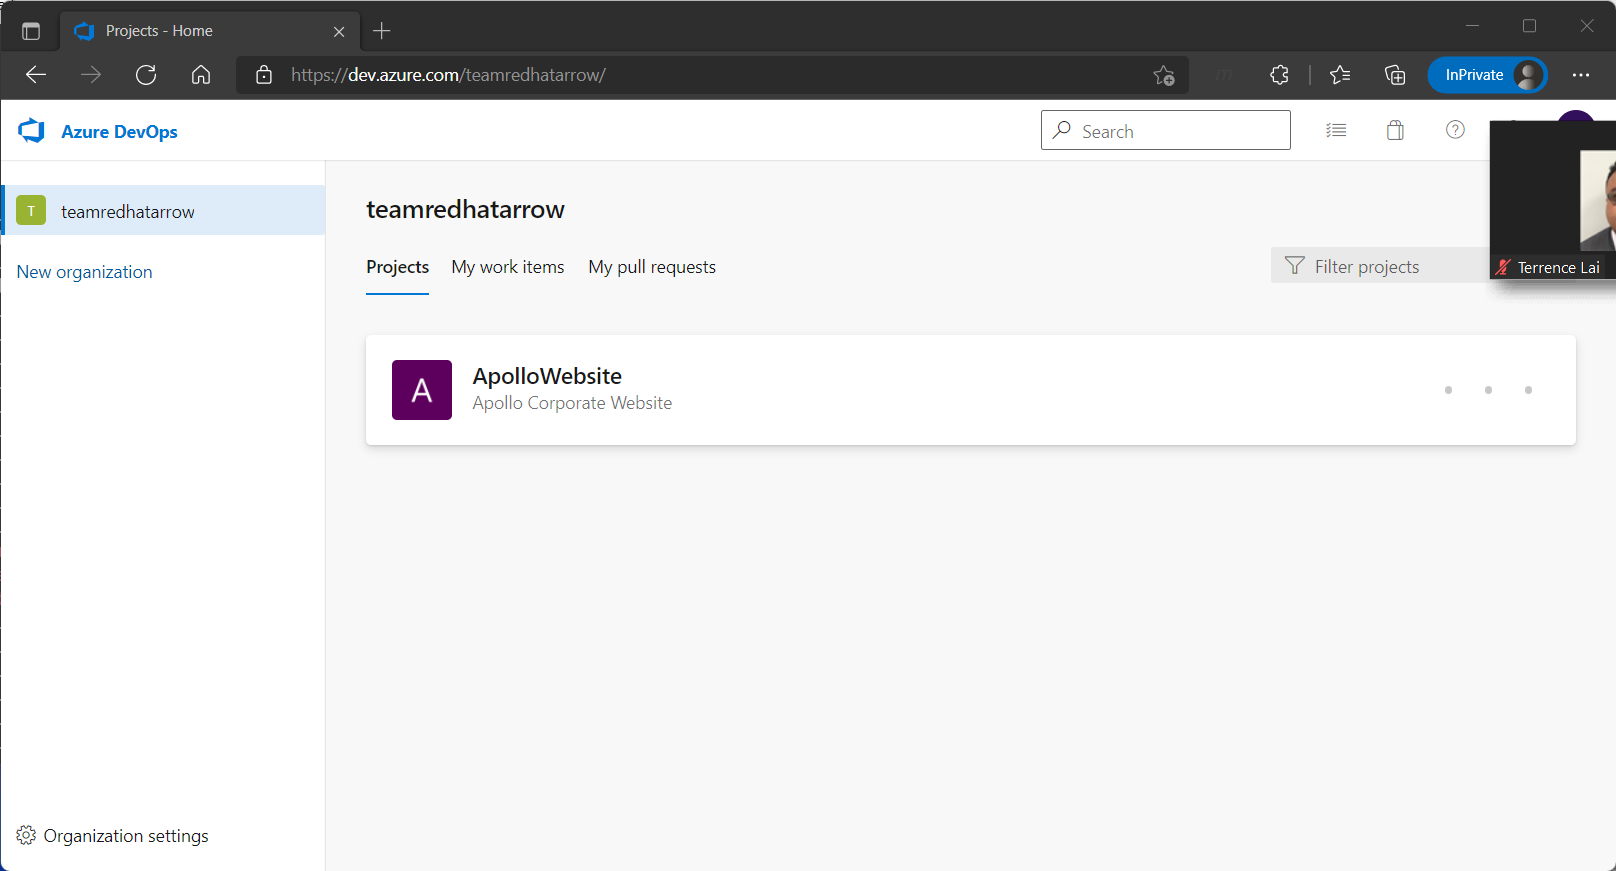 Projects - Home
https://dev.azure.com/teamredhatarrow/
InPrivate
Azure DevOps
Search
T
teamredhatarrow
New organization
teamredhatarrow
Projects
My work items
My pull requests
Filter projects
Terrence Lai
A
ApolloWebsite
Apollo Corporate Website
Organization settings